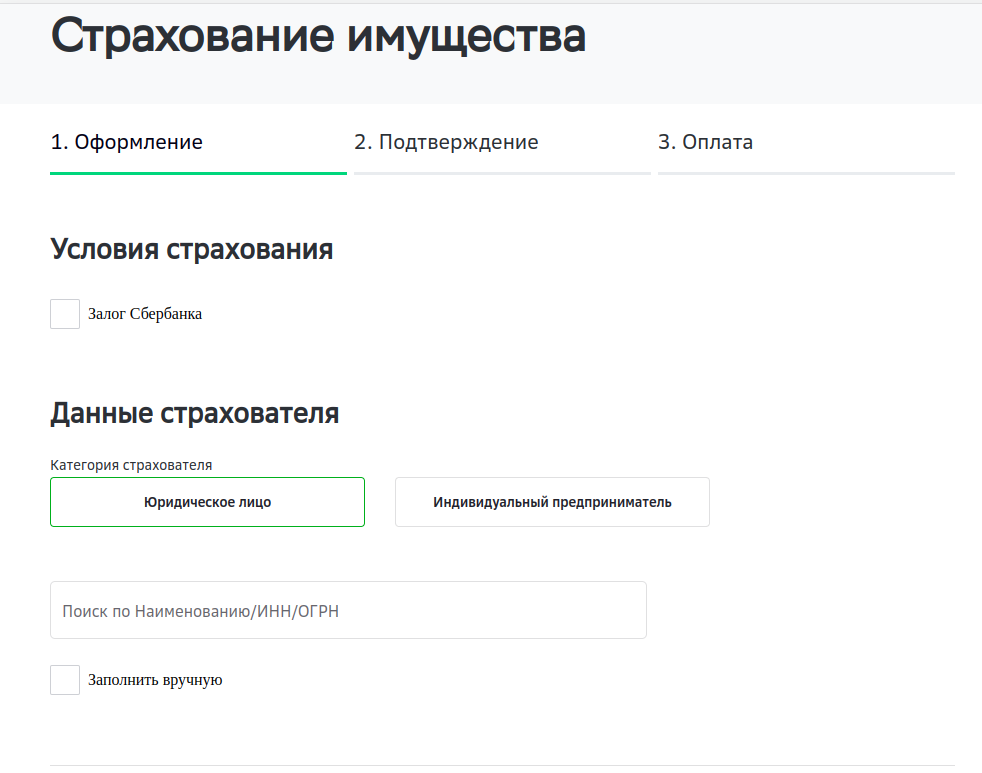 Страхование имущества
1. Оформление
2. Подтверждение
3. Оплата
Условия страхования
Залог Сбербанка
Данные страхователя
Категория страхователя
Юридическое лицо
Индивидуальный предприниматель
Поиск по Наименованию/ИНН/ОГРН
Заполнить вручную